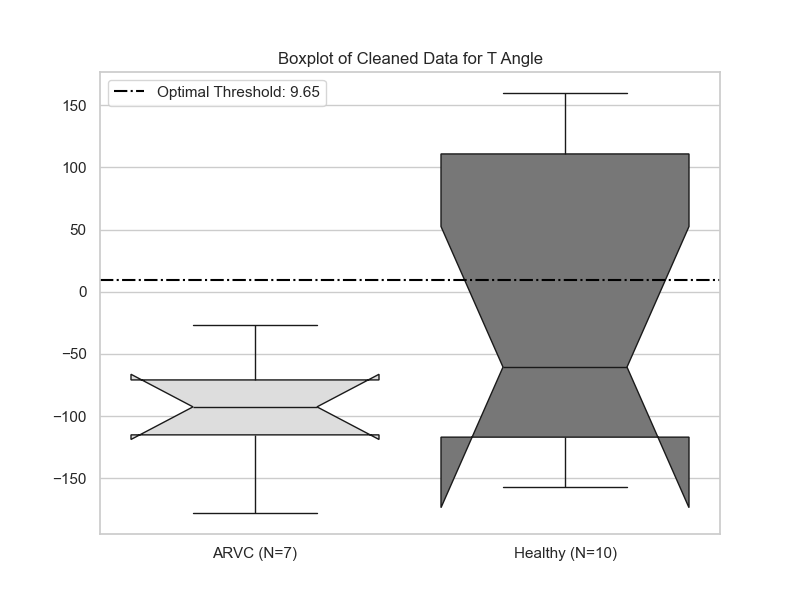 Boxplot of Cleaned Data for T Angle
Optimal Threshold: 9.65
150
100
50
0
−50
−100
−150
ARVC (N=7)
Healthy (N=10)